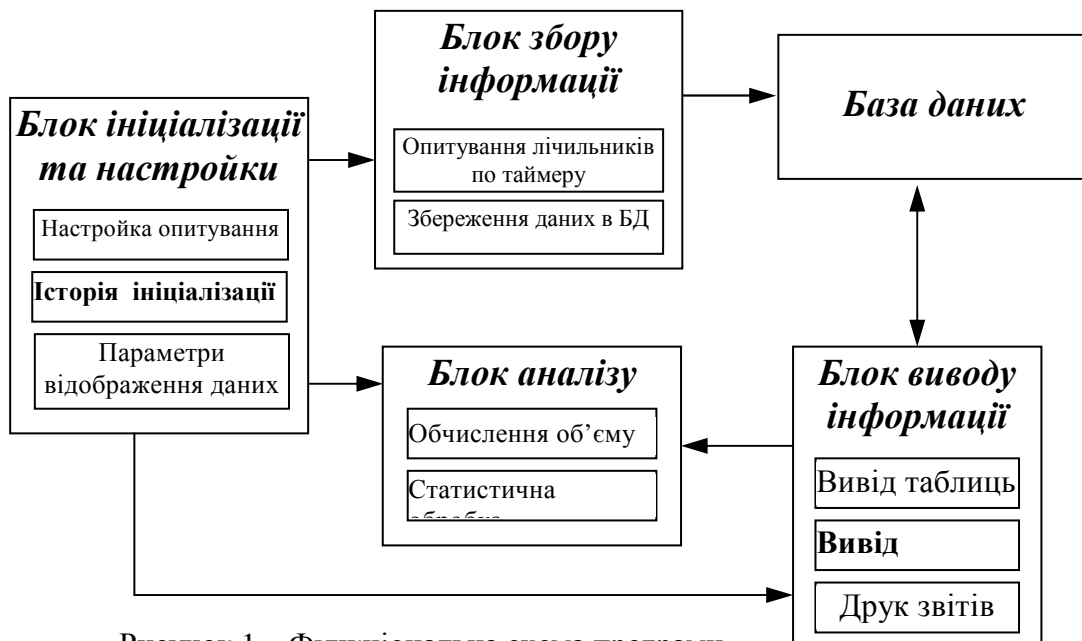 Блок ініціалізації
та настройки
Настройка опитування
Історія ініціалізації
Параметри
відображення даних
Блок збору
інформації
Опитування лічильників
по таймеру
Збереження даних в БД
База даних
Блок аналізу
Обчислення об’єму
Статистична
обробка
Блок виводу
інформації
Вивід таблиць
Вивід
Друк звітів
Рисунок 1 – Функціональна схема програми